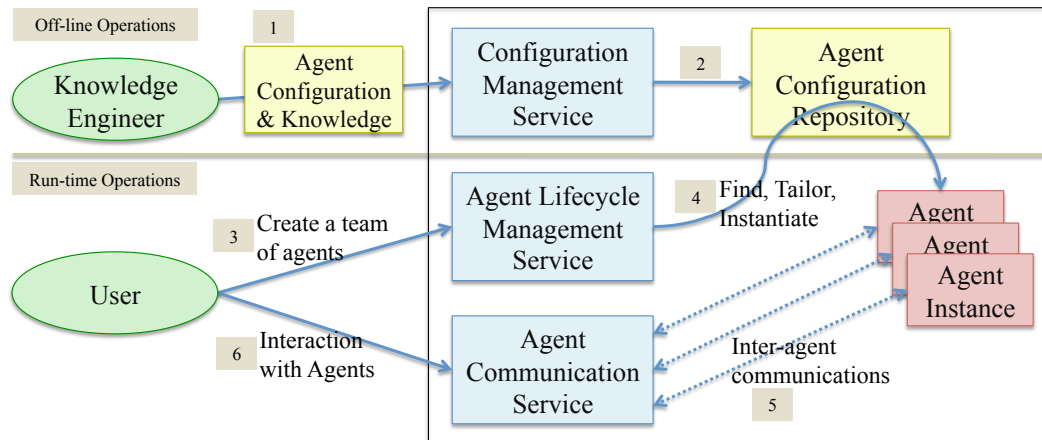 Off-line Operations
1
Knowledge
Engineer
Agent
Configuration
& Knowledge
Configuration
Management
Service
2
Agent
Configuration
Repository
Run-time Operations
3
Create a team
of agents
Agent Lifecycle
Management
Service
4
Find, Tailor,
Instantiate
Agent
Agent
Agent
Instance
User
6
Interaction
with Agents
Agent
Communication
Service
Inter-agent
communications
5